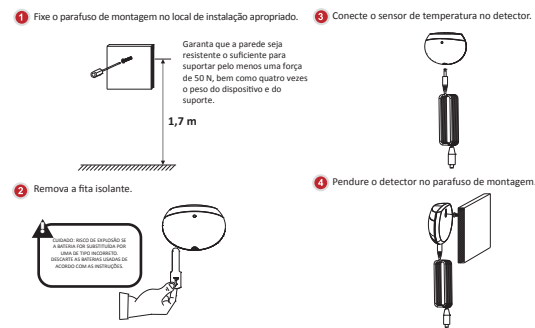 1 Fixe o parafuso de montagem no local de instalação apropriado.
Garanta que a parede seja
resistente o suficiente para
suportar pelo menos uma força
de 50 N, bem como quatro vezes
o peso do dispositivo e do
suporte.
1,7 m
2 Remova a fita isolante.
CUIDADO: RISCO DE EXPLOSÃO SE
A BATERIA FOR SUBSTITUÍDA POR
UMA DE TIPO INCORRETO.
DESCARTE AS BATERIAS USADAS DE
ACORDO COM AS INSTRUÇÕES.
3 Conecte o sensor de temperatura no detector.
4 Pendure o detector no parafuso de montagem